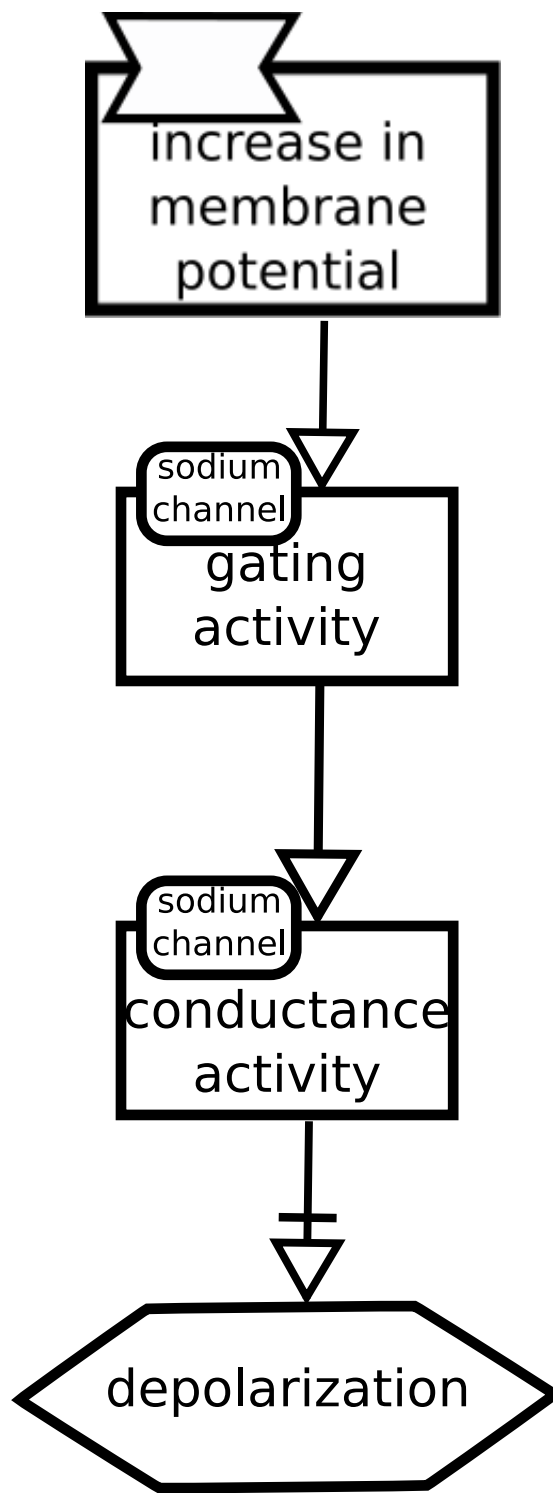 increase in
membrane
potential
sodium
channel
gating
activity
sodium
channel
conductance
activity
depolarization